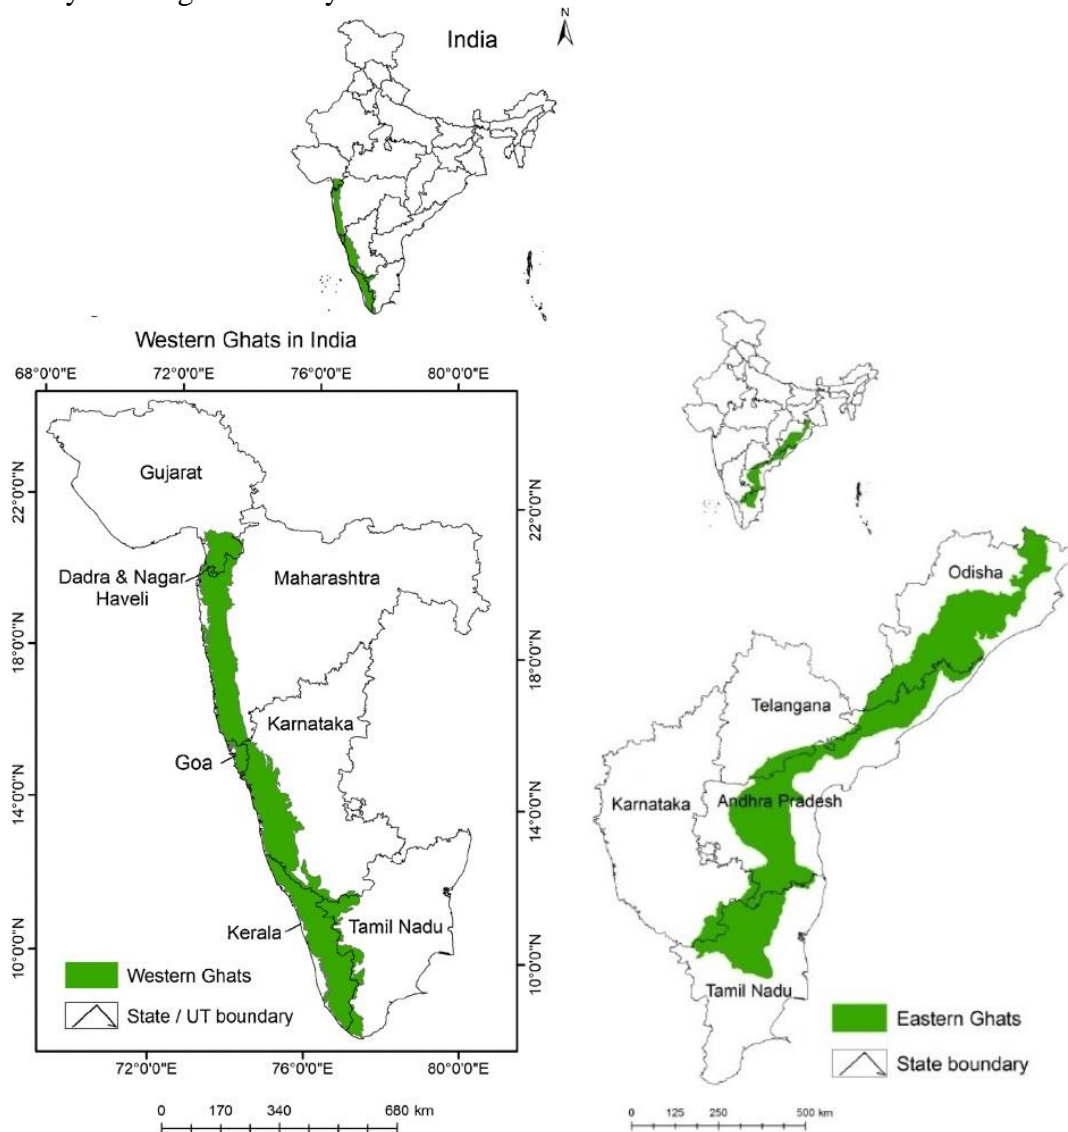 India
N
Western Ghats in India
68°0'0"E 72°0'0"E 76°0'0"E 80°0'0"E
22°0'0"N
18°0'0"N
14°0'0"N
10°0'0"N
Gujarat
Dadra & Nagar
Haveli
Maharashtra
Karnataka
Goa
Kerala
Tamil Nadu
Western Ghats
State / UT boundary
22°0'0"N
18°0'0"N
14°0'0"N
10°0'0"N
72°0'0"E 76°0'0"E 80°0'0"E
0 170 340 680 km
Odisha
Telangana
Karnataka
Andhra Pradesh
Tamil Nadu
Eastern Ghats
State boundary
0 125 250 500 km